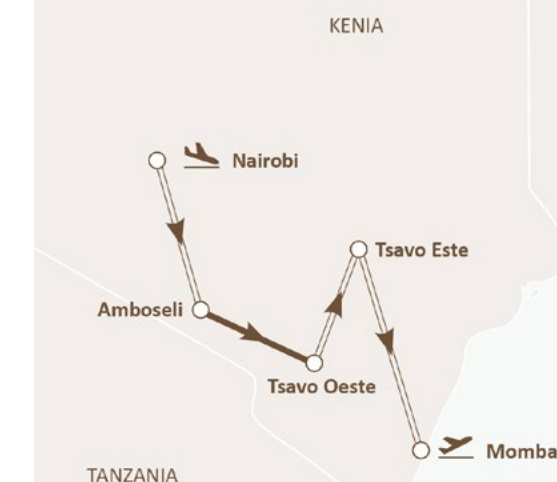 KENIA
Nairobi
Tsavo Este
Amboseli
Tsavo Oeste
Momba
TANZANIA